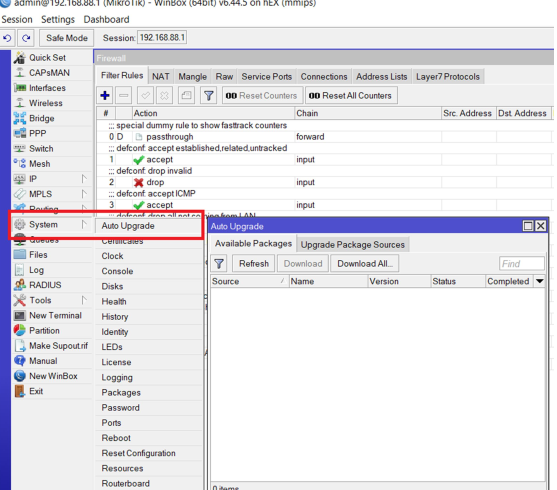 admin@192.168.88.1 (MikroTik) - WinBox (64bit) v6.44.5 on hEX (mmips)
Session Settings Dashboard
Safe Mode Session: 192.168.88.1
Quick Set
CAPsMAN
Interfaces
Wireless
Bridge
PPP
Switch
Mesh
IP
MPLS
Routing
System
Queues
Files
Log
RADIUS
Tools
New Terminal
Partition
Make Supout.rif
Manual
New WinBox
Exit
Firewall
Filter Rules NAT Mangle Raw Service Ports Connections Address Lists Layer7 Protocols
00 Reset Counters 00 Reset All Counters
# Action Chain Src. Address Dst. Address
;;; special dummy rule to show fasttrack counters
0 D passthrough forward
;;; defconf: accept established,related,untracked
1 accept input
;;; defconf: drop invalid
2 drop input
;;; defconf: accept ICMP
3 accept input
;;; defconf: drop all not coming from LAN
Auto Upgrade
Certificates
Clock
Console
Disks
Health
History
Identity
LEDs
License
Logging
Packages
Password
Ports
Reboot
Reset Configuration
Resources
Routerboard
Auto Upgrade
Available Packages Upgrade Package Sources
Refresh Download Download All... Find
Source / Name Version Status Completed
0 items